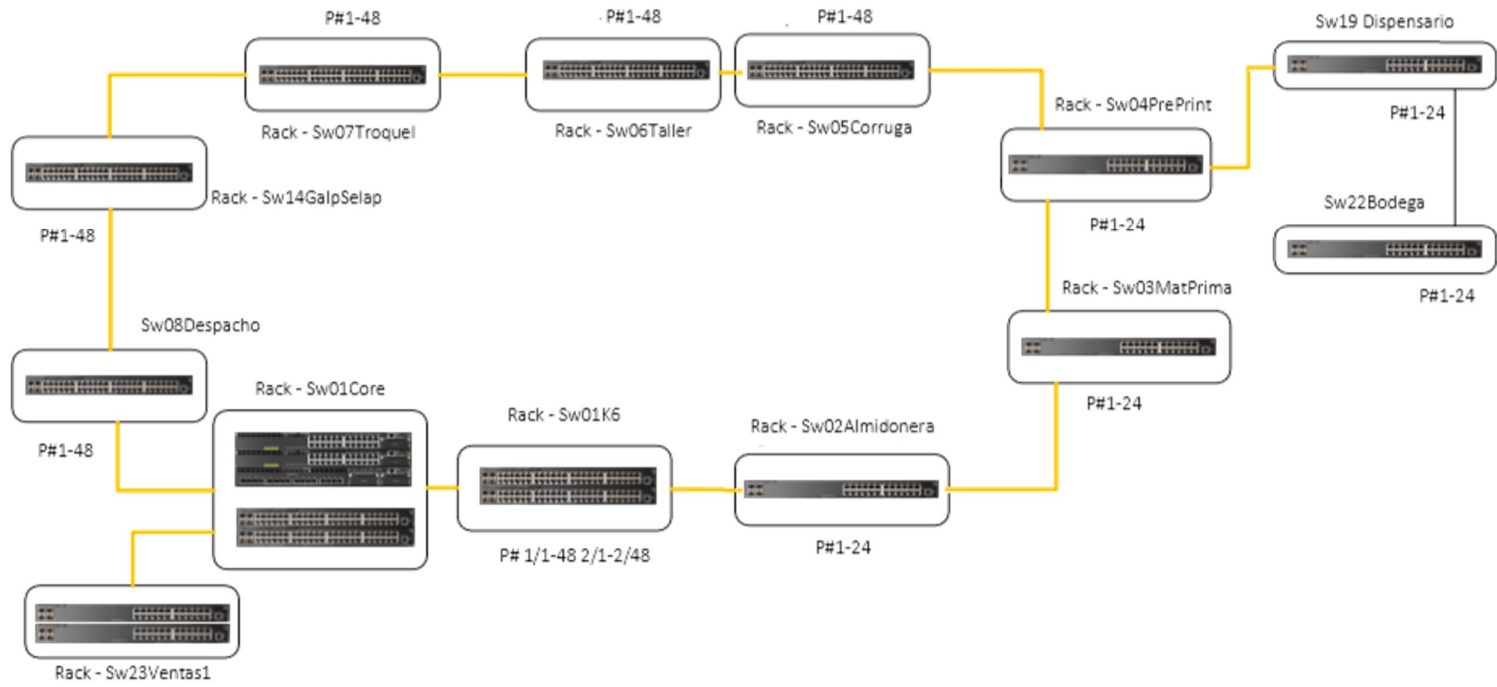 P#1-48
P#1-48
P#1-48
Sw19 Dispensario
Rack - Sw07Troquel
Rack - Sw06Taller
Rack - Sw05Corruga
Rack - Sw04PrePrint
P#1-24
Rack - Sw14GalpSelap
P#1-48
P#1-24
Sw22Bodega
P#1-24
Rack - Sw03MatPrima
Sw08Despacho
P#1-48
P#1-24
Rack - Sw01Core
Rack - Sw01K6
Rack - Sw02Almidonera
P# 1/1-48 2/1-2/48
P#1-24
Rack - Sw23Ventas1